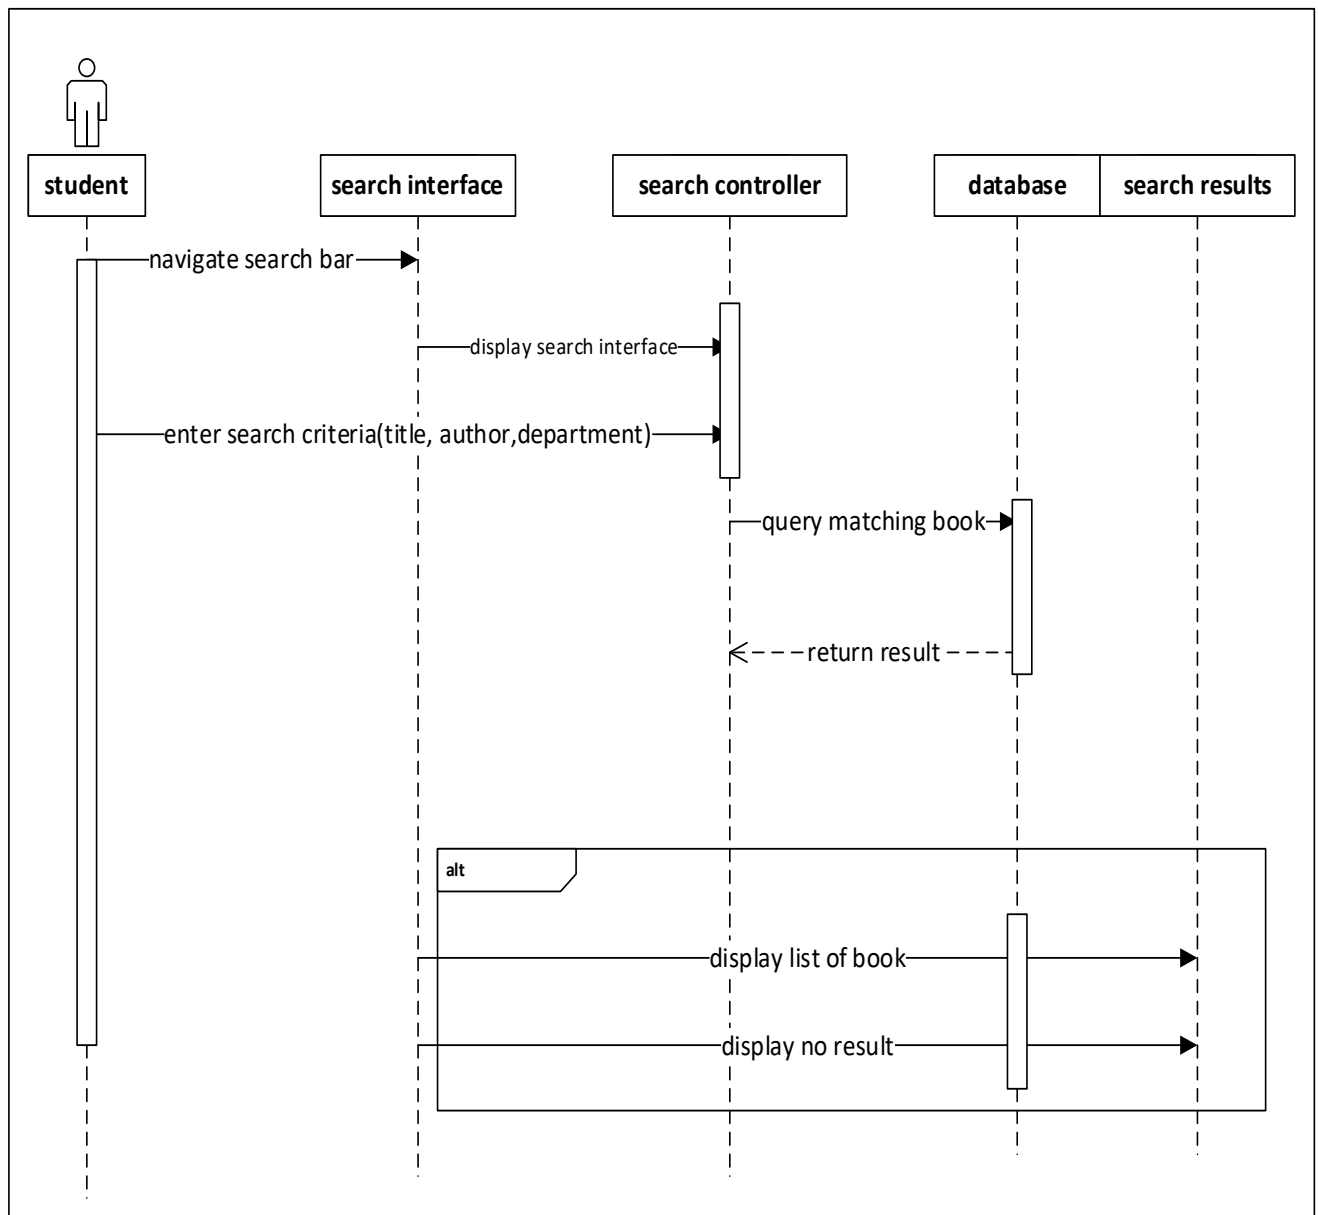 student
search interface
search controller
database
search results
navigate search bar
display search interface
enter search criteria(title, author,department)
query matching book
return result
alt
display list of book
display no result